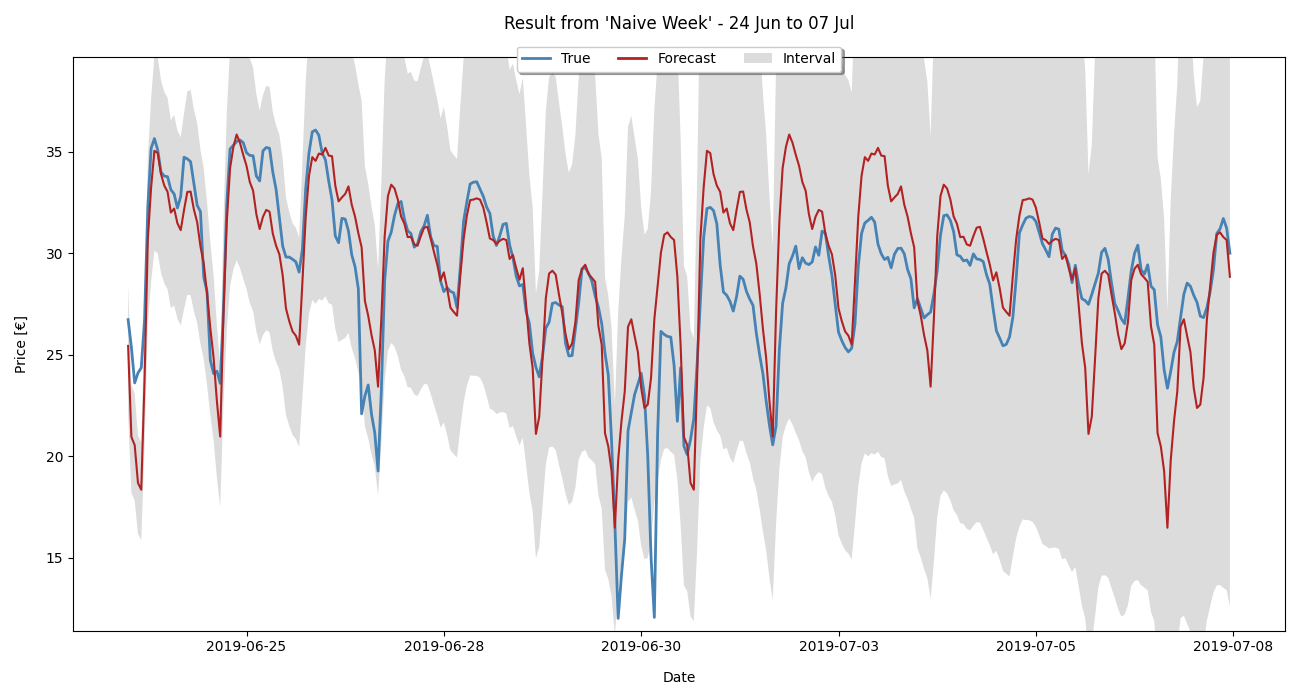 Result from 'Naive Week' - 24 Jun to 07 Jul
True Forecast Interval
Price [€]
35
30
25
20
15
2019-06-25 2019-06-28 2019-06-30 2019-07-03 2019-07-05 2019-07-08
Date